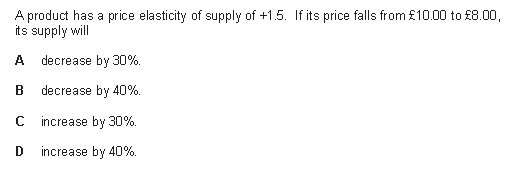 A product has a price elasticity of supply of +1.5. If its price falls from £10.00 to £8.00,
its supply will
A decrease by 30%.
B decrease by 40%.
C increase by 30%.
D increase by 40%.